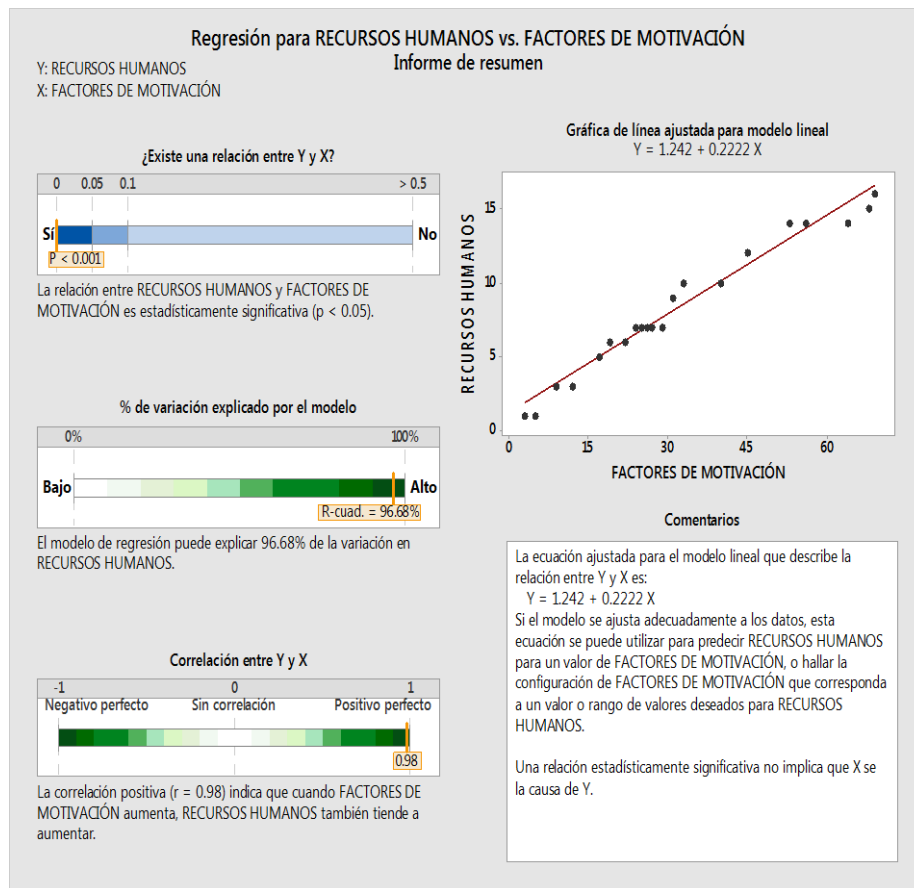 Regresión para RECURSOS HUMANOS vs. FACTORES DE MOTIVACIÓN
Informe de resumen
Y: RECURSOS HUMANOS
X: FACTORES DE MOTIVACIÓN
¿Existe una relación entre Y y X?
0 0.05 0.1 > 0.5
Sí No
P < 0.001
La relación entre RECURSOS HUMANOS y FACTORES DE
MOTIVACIÓN es estadísticamente significativa (p < 0.05).
% de variación explicado por el modelo
0% 100%
Bajo Alto
R-cuad. = 96.68%
El modelo de regresión puede explicar 96.68% de la variación en
RECURSOS HUMANOS.
Correlación entre Y y X
-1 0 1
Negativo perfecto Sin correlación Positivo perfecto
0.98
La correlación positiva (r = 0.98) indica que cuando FACTORES DE
MOTIVACIÓN aumenta, RECURSOS HUMANOS también tiende a
aumentar.
Gráfica de línea ajustada para modelo lineal
Y = 1.242 + 0.2222 X
RECURSOS HUMANOS
15
10
5
0
0 15 30 45 60
FACTORES DE MOTIVACIÓN
Comentarios
La ecuación ajustada para el modelo lineal que describe la
relación entre Y y X es:
Y = 1.242 + 0.2222 X
Si el modelo se ajusta adecuadamente a los datos, esta
ecuación se puede utilizar para predecir RECURSOS HUMANOS
para un valor de FACTORES DE MOTIVACIÓN, o hallar la
configuración de FACTORES DE MOTIVACIÓN que corresponda
a un valor o rango de valores deseados para RECURSOS
HUMANOS.
Una relación estadísticamente significativa no implica que X se
la causa de Y.